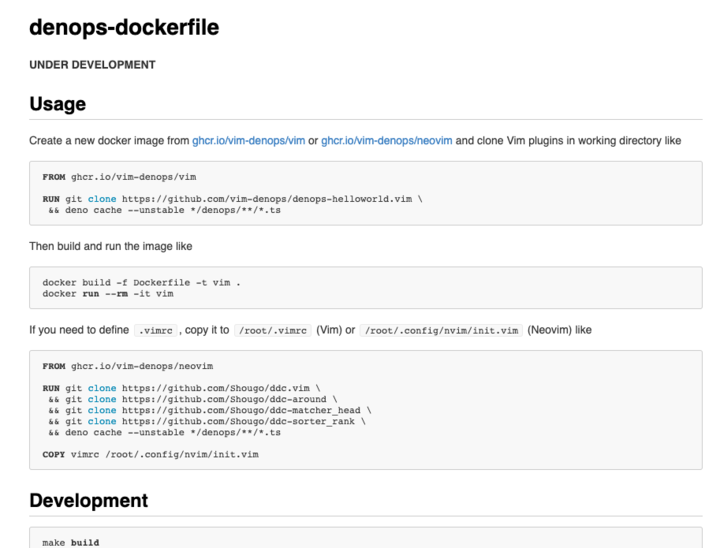 denops-dockerfile
UNDER DEVELOPMENT
Usage
Create a new docker image from ghcr.io/vim-denops/vim or ghcr.io/vim-denops/neovim and clone Vim plugins in working directory like
FROM ghcr.io/vim-denops/vim
RUN git clone https://github.com/vim-denops/denops-helloworld.vim \
&& deno cache --unstable */denops/**/*.ts
Then build and run the image like
docker build -f Dockerfile -t vim .
docker run --rm -it vim
If you need to define .vimrc , copy it to /root/.vimrc (Vim) or /root/.config/nvim/init.vim (Neovim) like
FROM ghcr.io/vim-denops/neovim
RUN git clone https://github.com/Shougo/ddc.vim \
&& git clone https://github.com/Shougo/ddc-around \
&& git clone https://github.com/Shougo/ddc-matcher_head \
&& git clone https://github.com/Shougo/ddc-sorter_rank \
&& deno cache --unstable */denops/**/*.ts
COPY vimrc /root/.config/nvim/init.vim
Development
make build